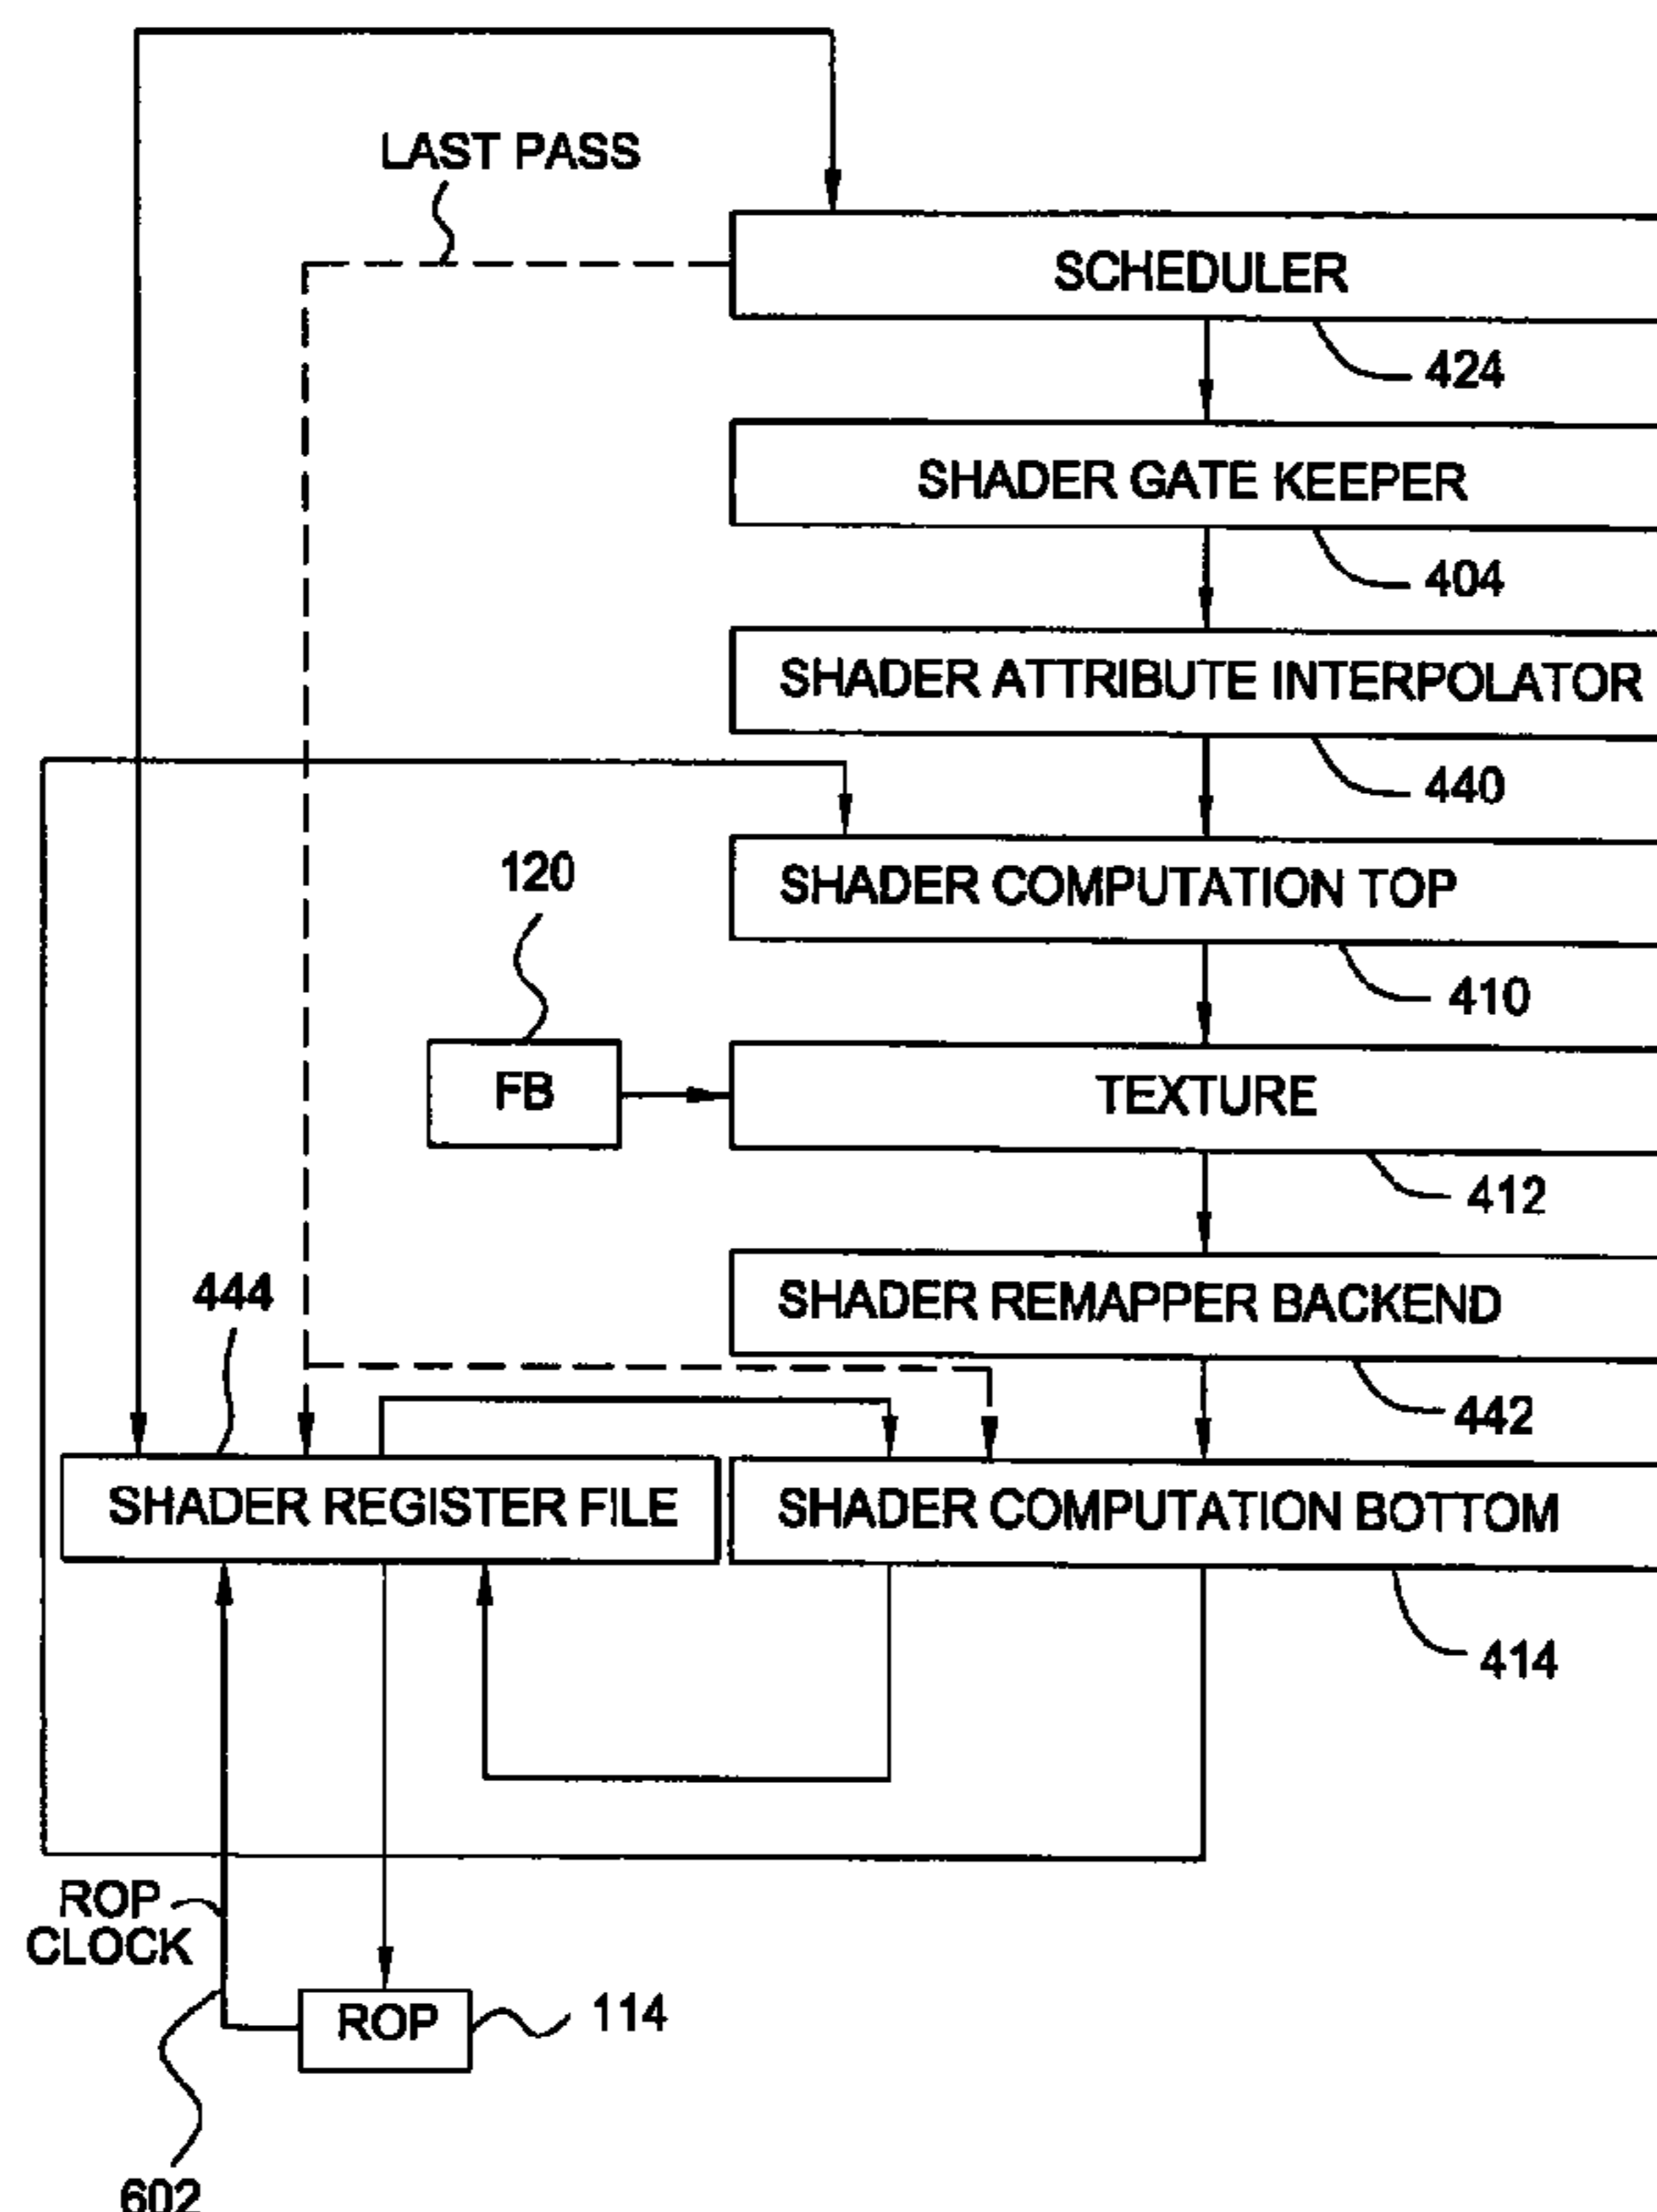 LAST PASS
SCHEDULER
424
SHADER GATE KEEPER
404
SHADER ATTRIBUTE INTERPOLATOR
440
SHADER COMPUTATION TOP
120
410
FB
TEXTURE
412
SHADER REMAPPER BACKEND
444
442
SHADER REGISTER FILE
SHADER COMPUTATION BOTTOM
414
ROP
CLOCK
ROP
114
602